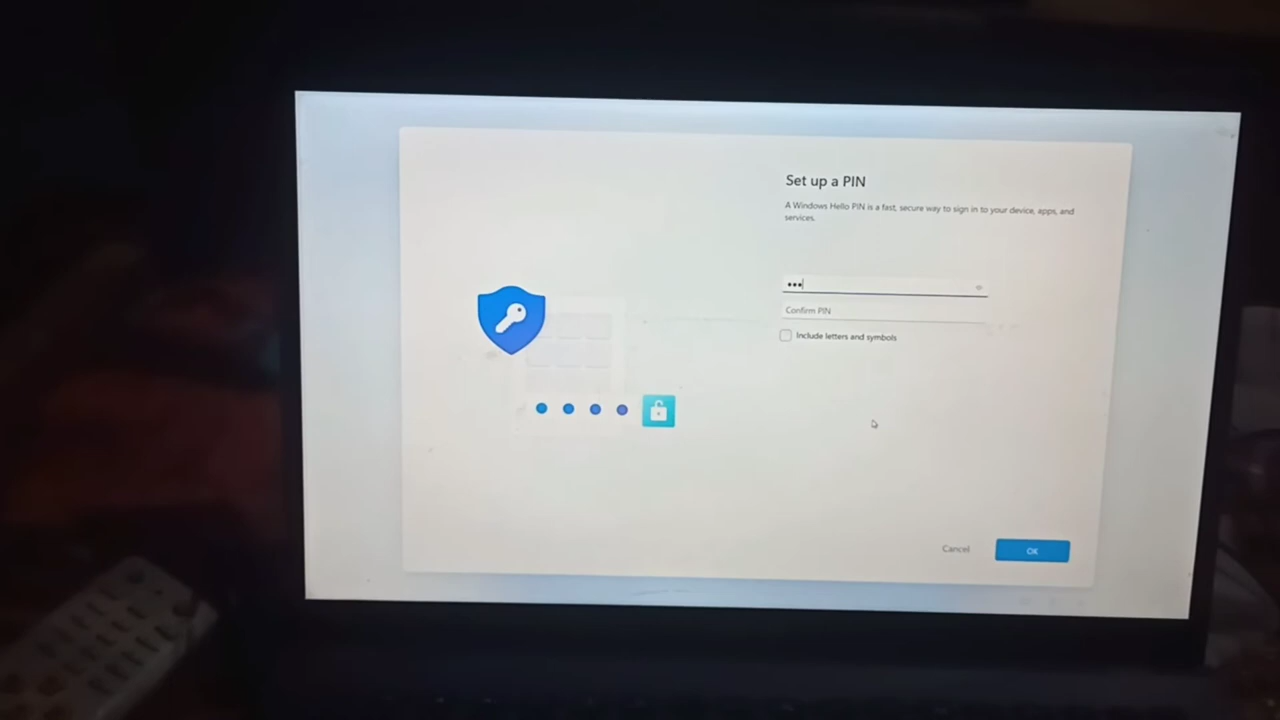 Set up a PIN
A Windows Hello PIN is a fast, secure way to sign in to your device, apps, and
services.
•••
Confirm PIN
Include letters and symbols
Cancel
OK